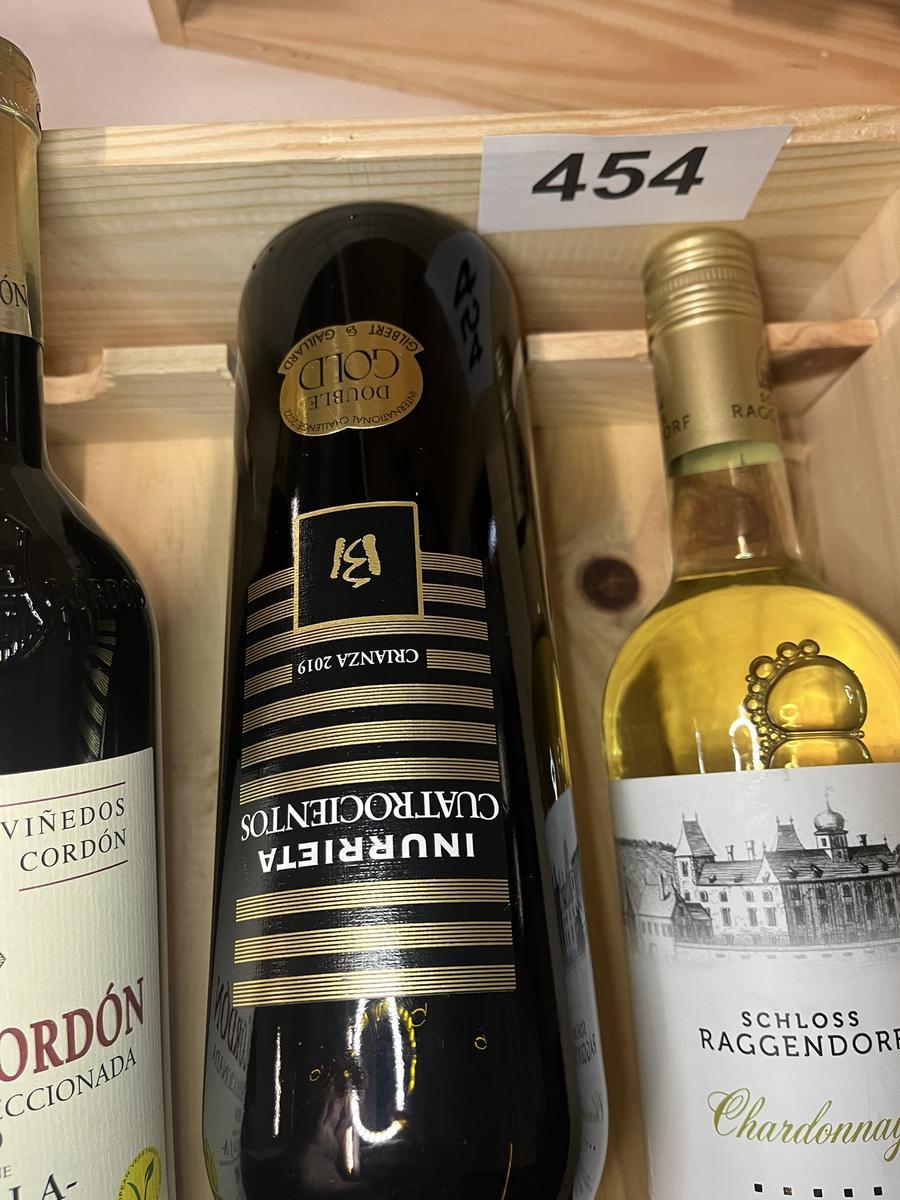 454
ÓN
VIÑEDOS
CORDÓN
ORDÓN
ECCIONADA
LA-
INURRIETA
CUATROCIENTOS
CRIANZA 2019
INTERNATIONAL CHALLENGE 2022
DOUBLE
GOLD
GILBERT & GAILLARD
454
RAGG
ORF
SCHLOSS
RAGGENDORF
Chardonnay